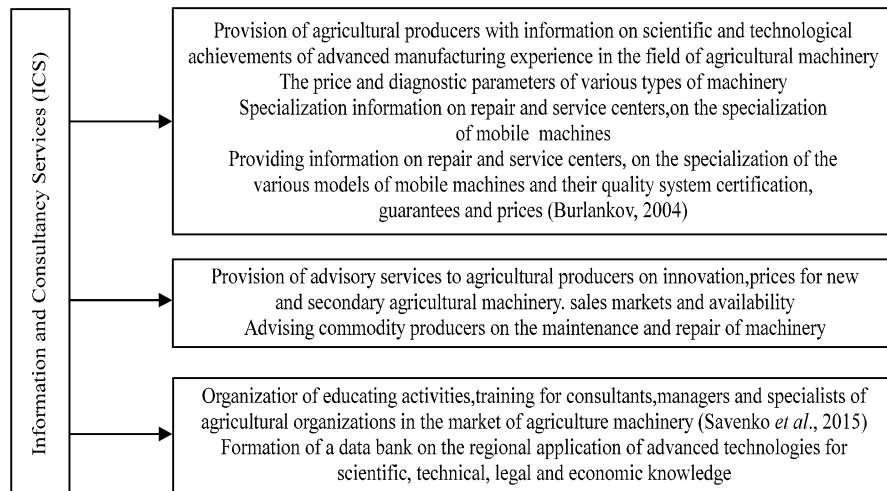 Information and Consultancy Services (ICS)
Provision of agricultural producers with information on scientific and technological
achievements of advanced manufacturing experience in the field of agricultural machinery
The price and diagnostic parameters of various types of machinery
Specialization information on repair and service centers,on the specialization
of mobile machines
Providing information on repair and service centers, on the specialization of the
various models of mobile machines and their quality system certification,
guarantees and prices (Burlankov, 2004)
Provision of advisory services to agricultural producers on innovation,prices for new
and secondary agricultural machinery. sales markets and availability
Advising commodity producers on the maintenance and repair of machinery
Organizatior of educating activities,training for consultants,managers and specialists of
agricultural organizations in the market of agriculture machinery (Savenko et al., 2015)
Formation of a data bank on the regional application of advanced technologies for
scientific, technical, legal and economic knowledge